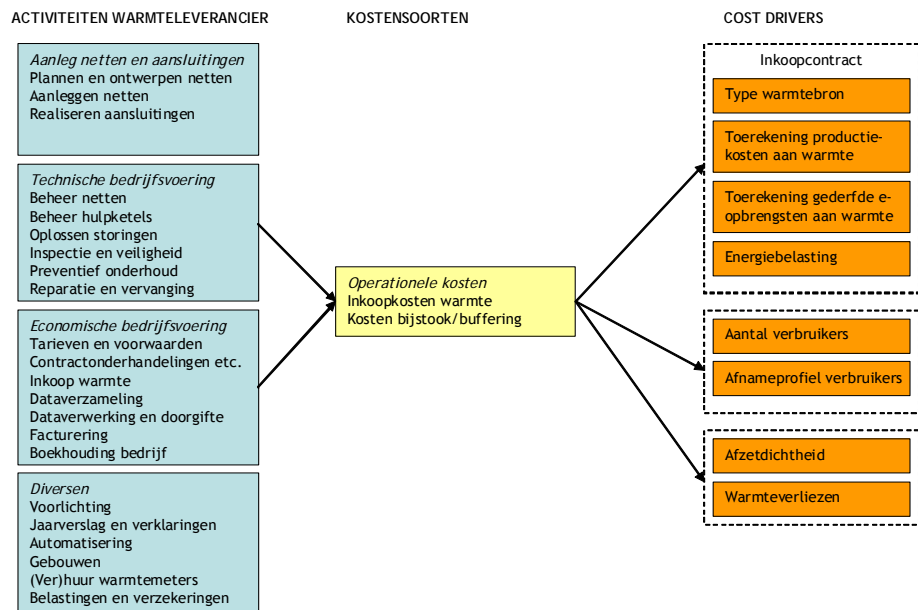 ACTIVITEITEN WARMTELEVERANCIER
Aanleg netten en aansluitingen
Plannen en ontwerpen netten
Aanleggen netten
Realiseren aansluitingen
Technische bedrijfsvoering
Beheer netten
Beheer hulpketels
Oplossen storingen
Inspectie en veiligheid
Preventief onderhoud
Reparatie en vervanging
Economische bedrijfsvoering
Tarieven en voorwaarden
Contractonderhandelingen etc.
Inkoop warmte
Dataverzameling
Dataverwerking en doorgifte
Facturering
Boekhouding bedrijf
Diversen
Voorlichting
Jaarverslag en verklaringen
Automatisering
Gebouwen
(Ver)huur warmtemeters
Belastingen en verzekeringen
KOSTENSOORTEN
Operationele kosten
Inkoopkosten warmte
Kosten bijstook/buffering
COST DRIVERS
Inkoopcontract
Type warmtebron
Toerekening productie-
kosten aan warmte
Toerekening gederfde e-
opbrengsten aan warmte
Energiebelasting
Aantal verbruikers
Afnameprofiel verbruikers
Afzetdichtheid
Warmteverliezen